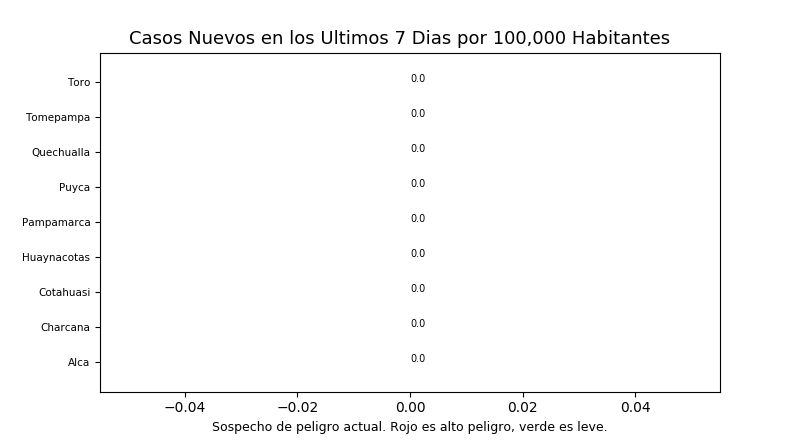 Casos Nuevos en los Ultimos 7 Dias por 100,000 Habitantes
Toro 0.0
Tomepampa 0.0
Quechualla 0.0
Puyca 0.0
Pampamarca 0.0
Huaynacotas 0.0
Cotahuasi 0.0
Charcana 0.0
Alca 0.0
−0.04 −0.02 0.00 0.02 0.04
Sospecho de peligro actual. Rojo es alto peligro, verde es leve.